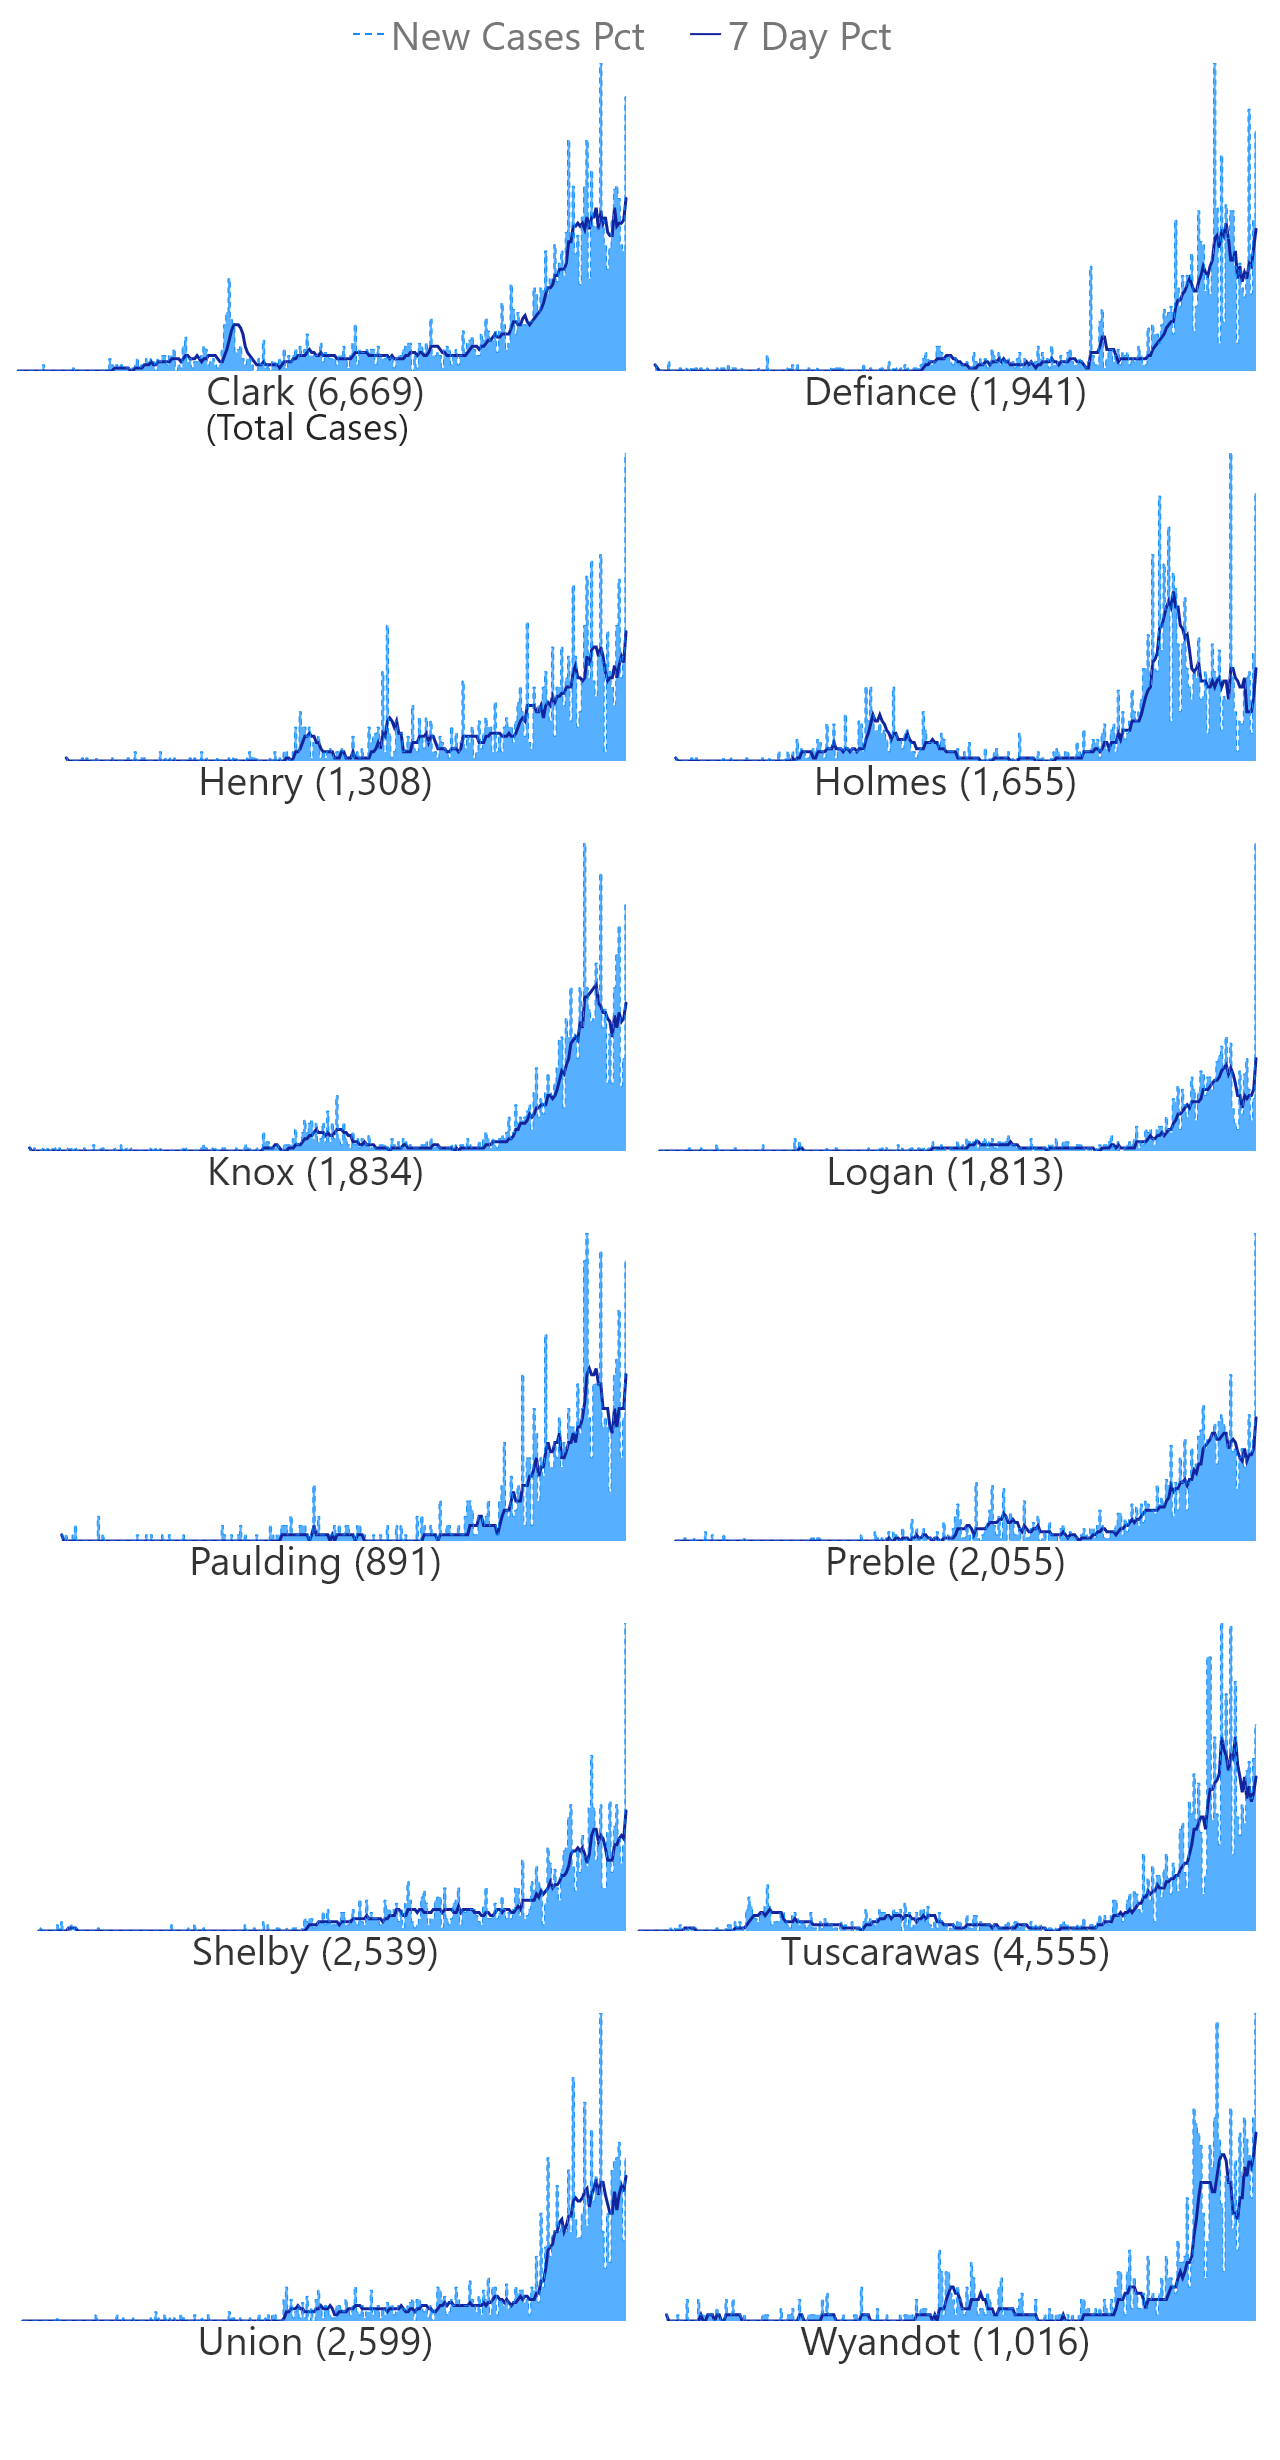 New Cases Pct 7 Day Pct
Clark (6,669) Defiance (1,941)
(Total Cases)
Henry (1,308) Holmes (1,655)
Knox (1,834) Logan (1,813)
Paulding (891) Preble (2,055)
Shelby (2,539) Tuscarawas (4,555)
Union (2,599) Wyandot (1,016)